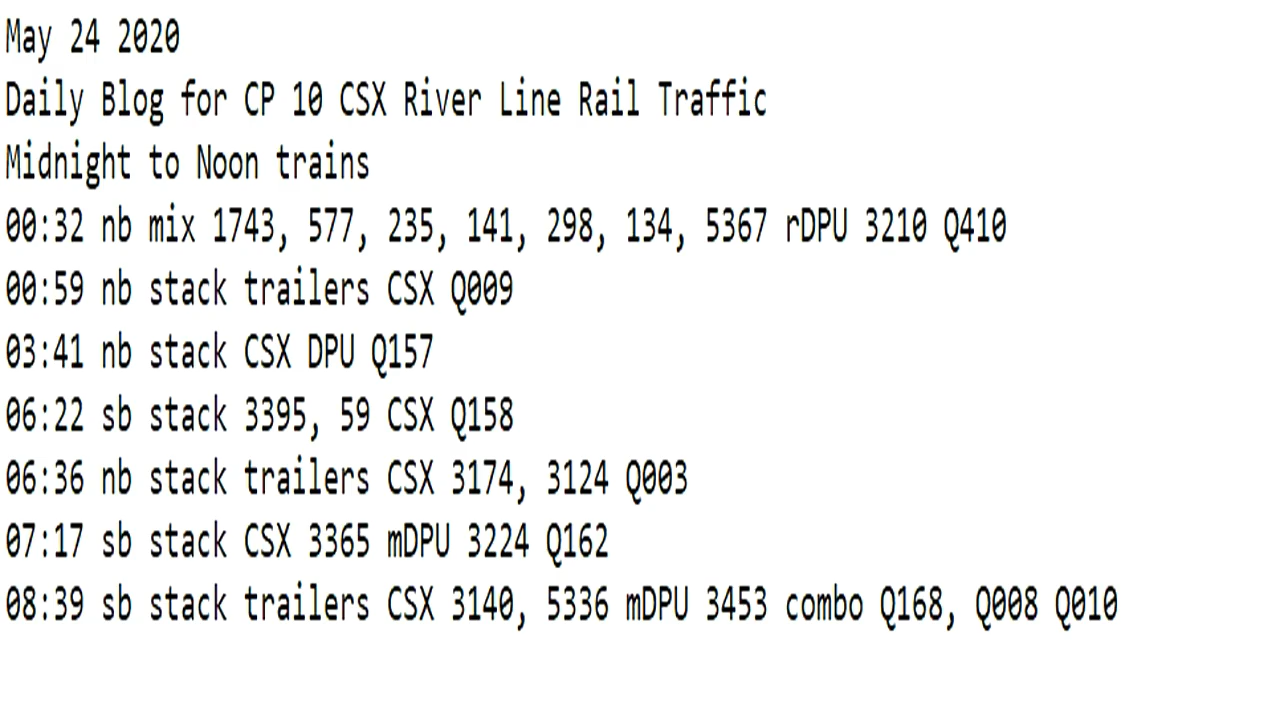 May 24 2020
Daily Blog for CP 10 CSX River Line Rail Traffic
Midnight to Noon trains
00:32 nb mix 1743, 577, 235, 141, 298, 134, 5367 rDPU 3210 Q410
00:59 nb stack trailers CSX Q009
03:41 nb stack CSX DPU Q157
06:22 sb stack 3395, 59 CSX Q158
06:36 nb stack trailers CSX 3174, 3124 Q003
07:17 sb stack CSX 3365 mDPU 3224 Q162
08:39 sb stack trailers CSX 3140, 5336 mDPU 3453 combo Q168, Q008 Q010